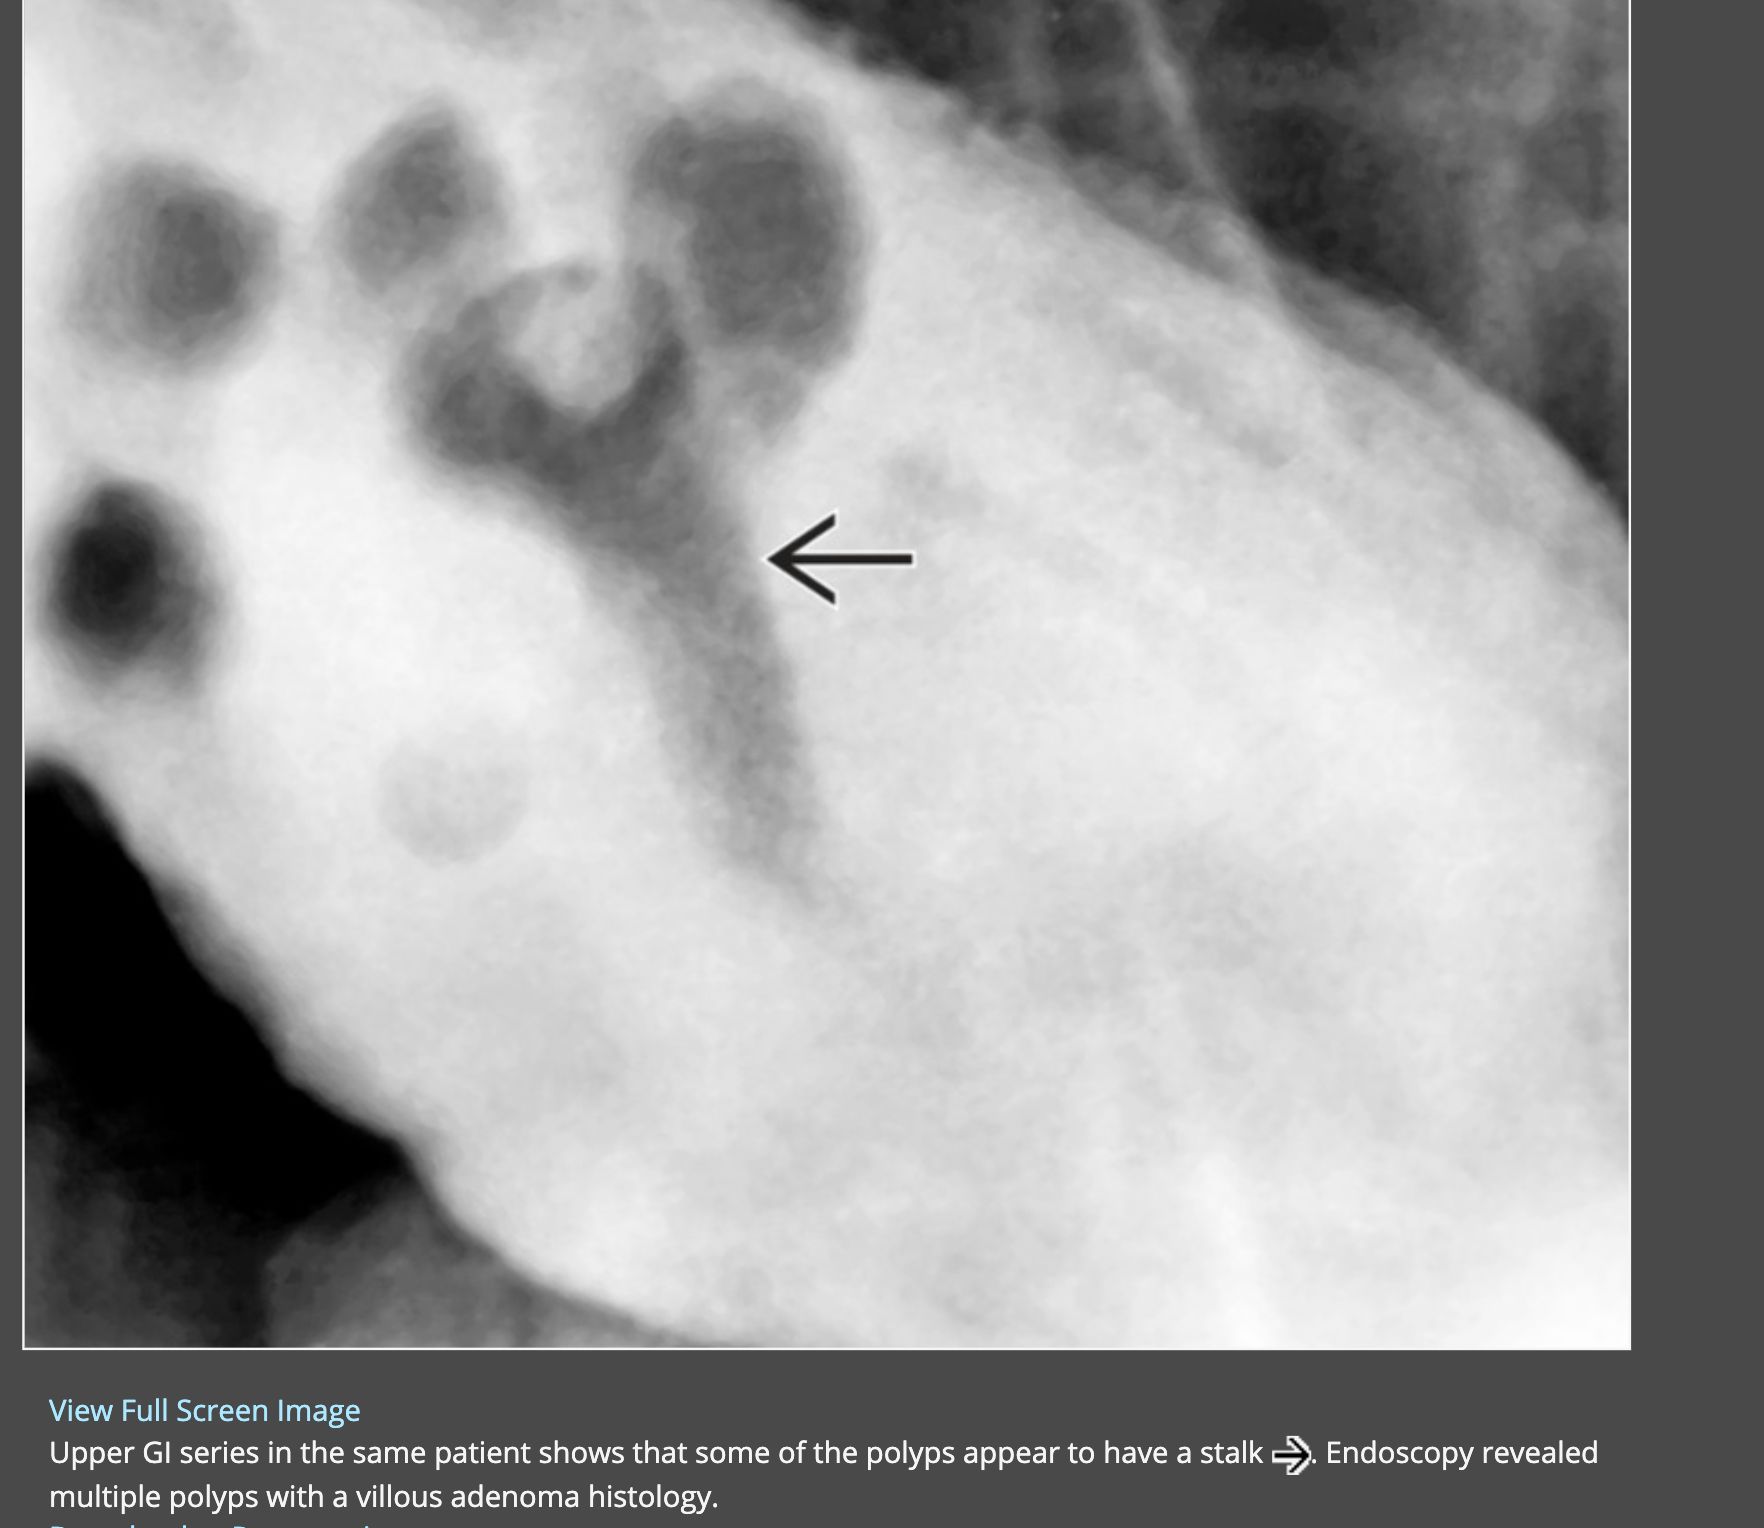 View Full Screen Image
Upper GI series in the same patient shows that some of the polyps appear to have a stalk . Endoscopy revealed
multiple polyps with a villous adenoma histology.